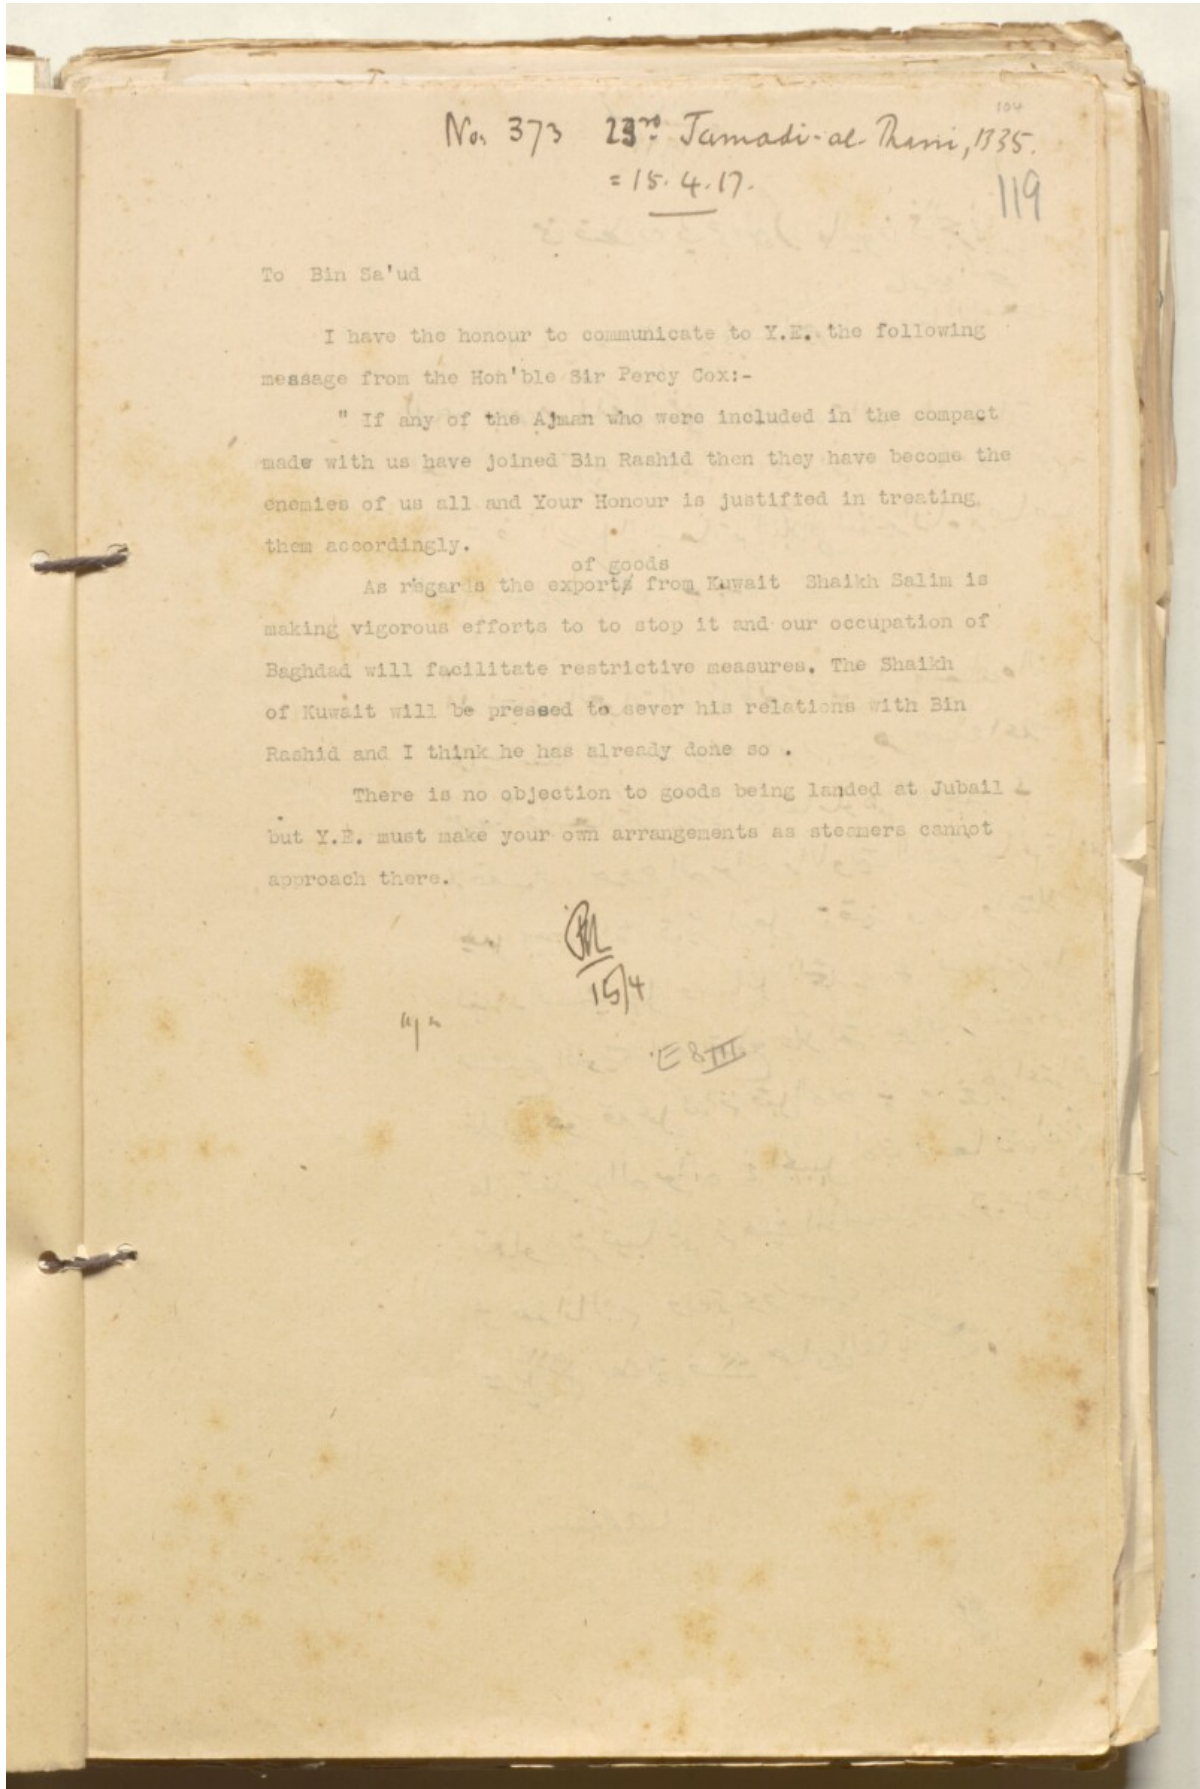 104
No. 373 23rd Jamadi-al-Thani, 1335.
= 15.4.17.
119
To Bin Sa'ud
I have the honour to communicate to Y.E. the following
message from the Hon'ble Sir Percy Cox:-
" If any of the Ajman who were included in the compact
made with us have joined Bin Rashid then they have become the
enemies of us all and Your Honour is justified in treating
them accordingly.
of goods
As regards the export from Kuwait Shaikh Salim is
making vigorous efforts to to stop it and our occupation of
Baghdad will facilitate restrictive measures. The Shaikh
of Kuwait will be pressed to sever his relations with Bin
Rashid and I think he has already done so .
There is no objection to goods being landed at Jubail
but Y.E. must make your own arrangements as steamers cannot
approach there.
15/4
E 8 III